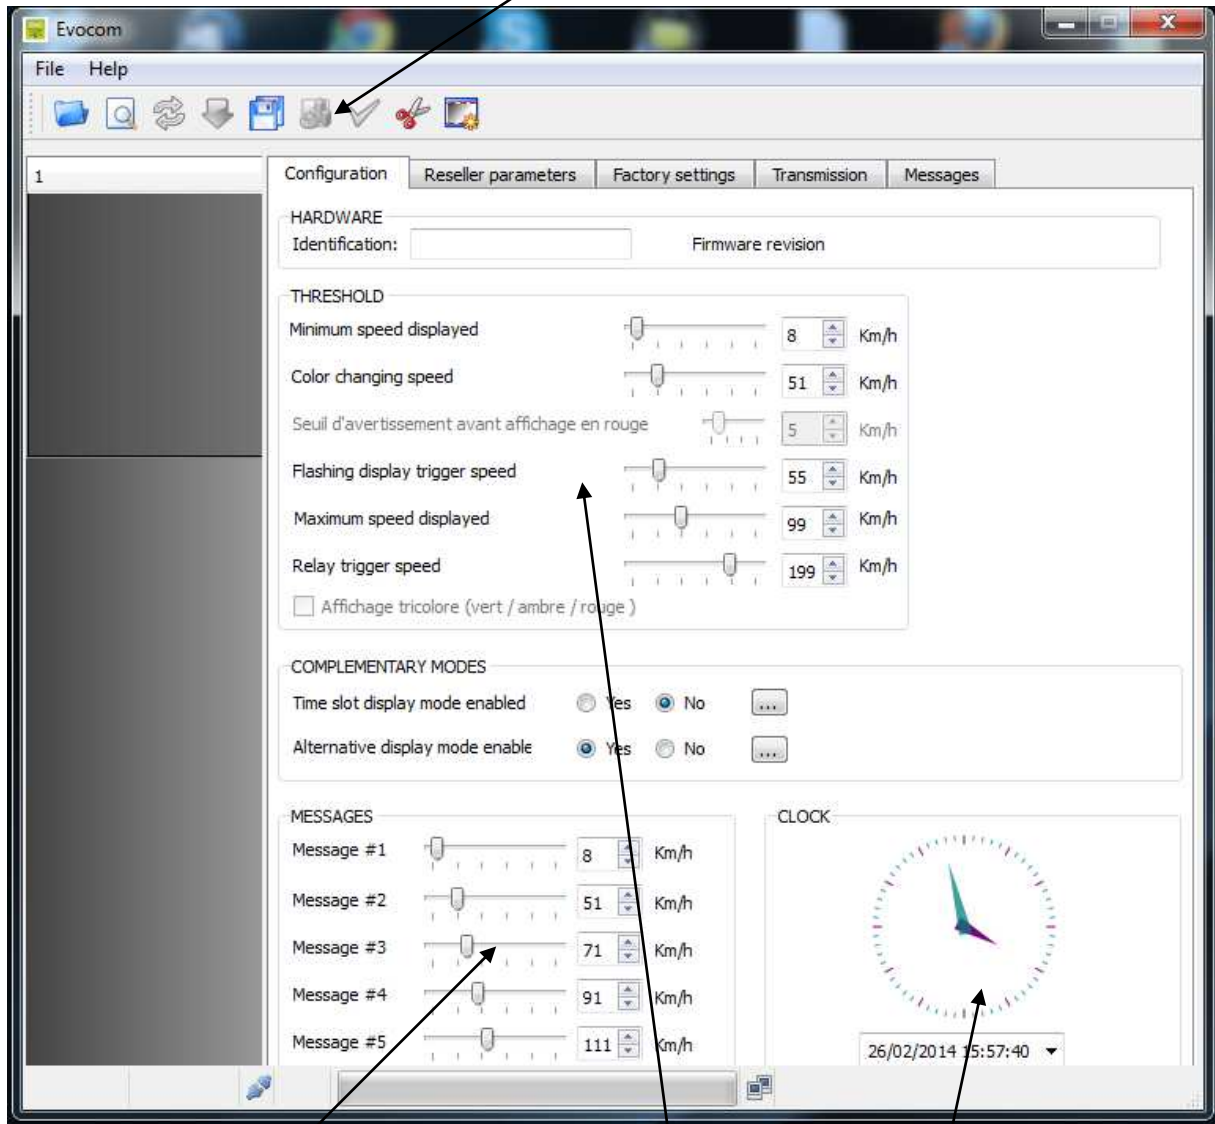 Evocom
File Help
1
Configuration Reseller parameters Factory settings Transmission Messages
HARDWARE
Identification: Firmware revision
THRESHOLD
Minimum speed displayed 8 Km/h
Color changing speed 51 Km/h
Seuil d'avertissement avant affichage en rouge 5 Km/h
Flashing display trigger speed 55 Km/h
Maximum speed displayed 99 Km/h
Relay trigger speed 199 Km/h
Affichage tricolore (vert / ambre / rouge )
COMPLEMENTARY MODES
Time slot display mode enabled Yes No ...
Alternative display mode enable Yes No ...
MESSAGES
Message #1 8 Km/h
Message #2 51 Km/h
Message #3 71 Km/h
Message #4 91 Km/h
Message #5 111 Km/h
CLOCK
26/02/2014 15:57:40